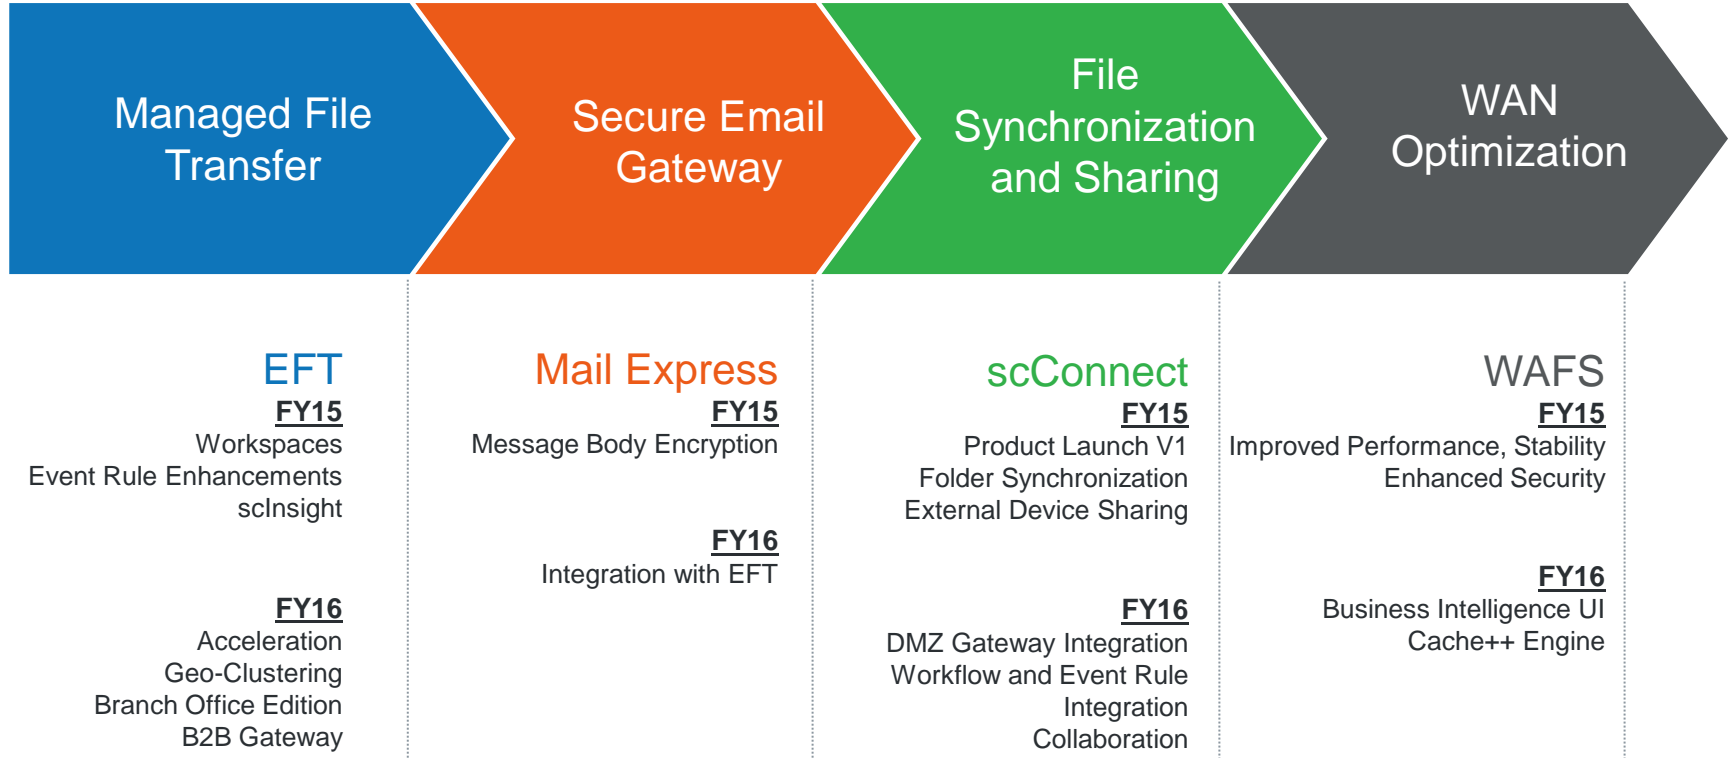 Managed File
Transfer
Secure Email
Gateway
File
Synchronization
and Sharing
WAN
Optimization
EFT
FY15
Workspaces
Event Rule Enhancements
scInsight
FY16
Acceleration
Geo-Clustering
Branch Office Edition
B2B Gateway
Mail Express
FY15
Message Body Encryption
FY16
Integration with EFT
scConnect
FY15
Product Launch V1
Folder Synchronization
External Device Sharing
FY16
DMZ Gateway Integration
Workflow and Event Rule
Integration
Collaboration
WAFS
FY15
Improved Performance, Stability
Enhanced Security
FY16
Business Intelligence UI
Cache++ Engine